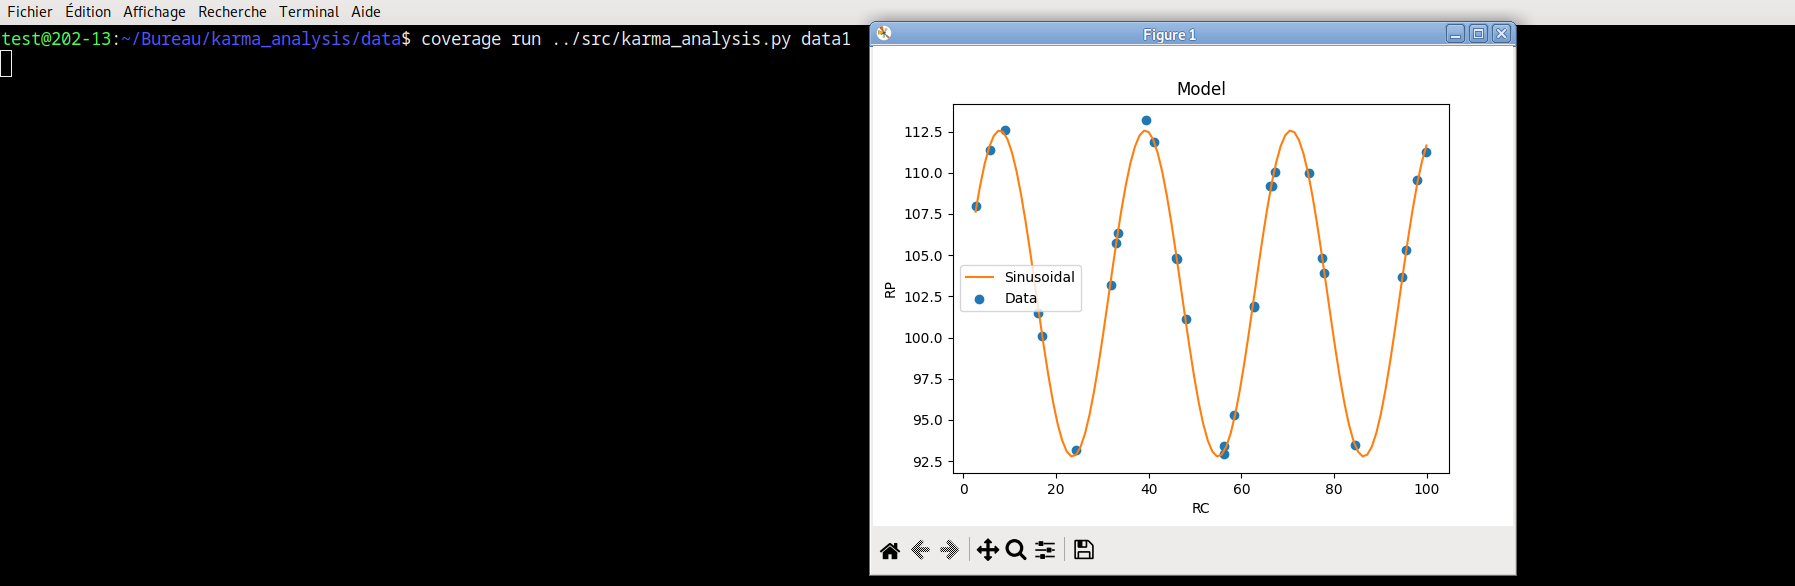 Fichier Édition Affichage Recherche Terminal Aide
test@202-13:~/Bureau/karma_analysis/data$ coverage run ../src/karma_analysis.py data1
Figure 1
Model
112.5
110.0
107.5
105.0
102.5
100.0
97.5
95.0
92.5
RP
Sinusoidal
Data
0 20 40 60 80 100
RC